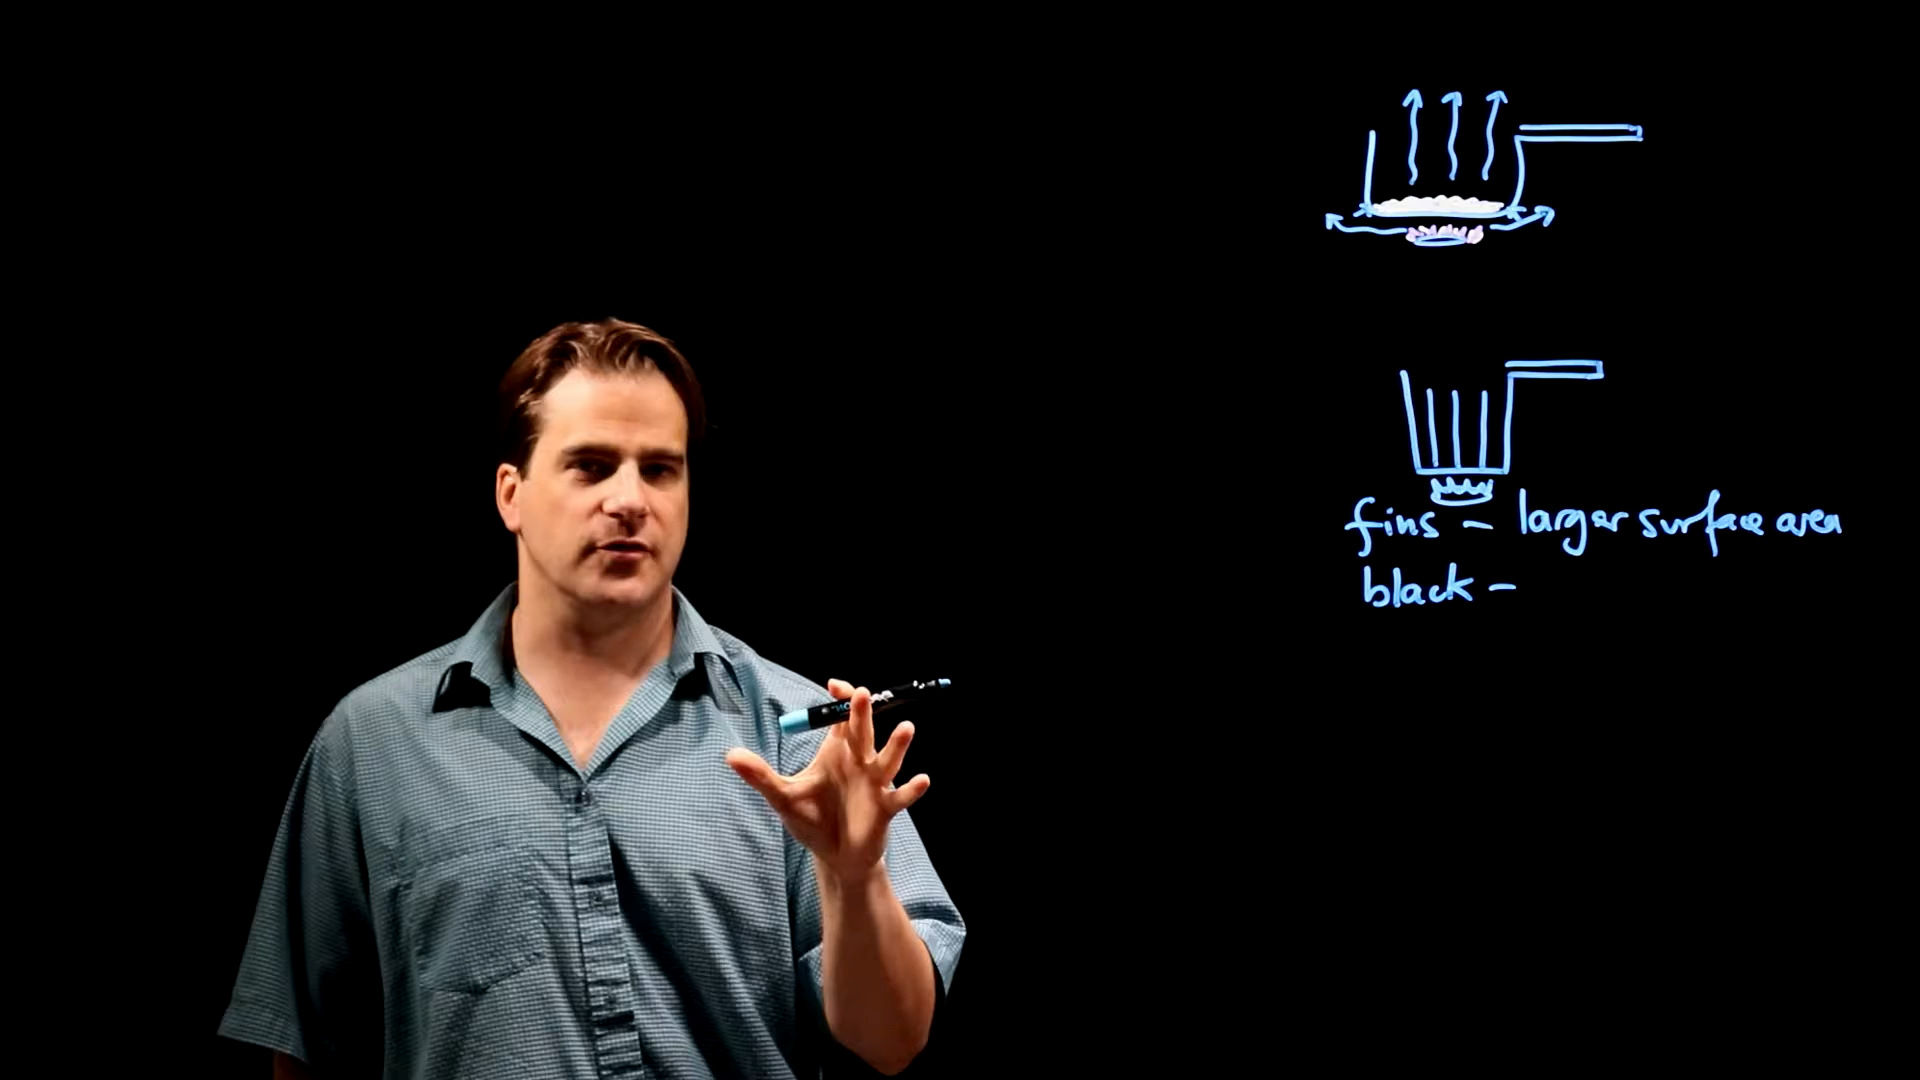 fins - larger surface area
black -